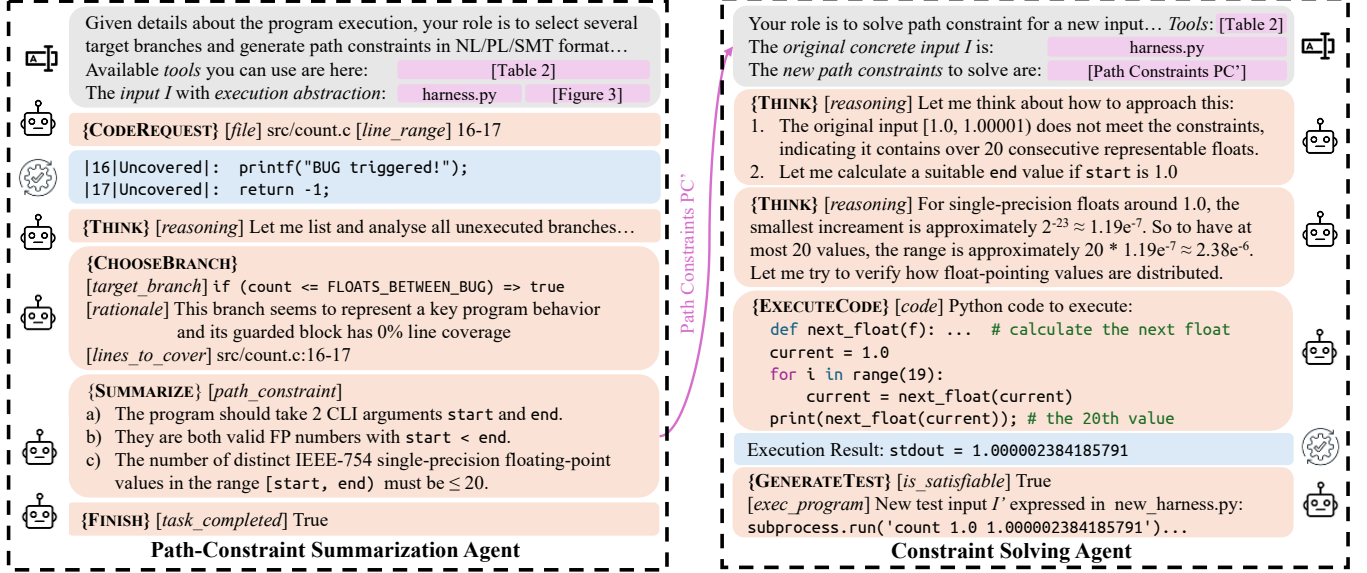 Given details about the program execution, your role is to select several
target branches and generate path constraints in NL/PL/SMT format…
Available tools you can use are here: [Table 2]
The input I with execution abstraction: harness.py [Figure 3]
{CODEREQUEST} [file] src/count.c [line_range] 16-17
|16|Uncovered|: printf("BUG triggered!");
|17|Uncovered|: return -1;
{THINK} [reasoning] Let me list and analyse all unexecuted branches…
{CHOOSEBRANCH}
[target_branch] if (count <= FLOATS_BETWEEN_BUG) => true
[rationale] This branch seems to represent a key program behavior
and its guarded block has 0% line coverage
[lines_to_cover] src/count.c:16-17
{SUMMARIZE} [path_constraint]
a) The program should take 2 CLI arguments start and end.
b) They are both valid FP numbers with start < end.
c) The number of distinct IEEE-754 single-precision floating-point
values in the range [start, end) must be ≤ 20.
{FINISH} [task_completed] True
Path-Constraint Summarization Agent
Path Constraints PC'
Your role is to solve path constraint for a new input… Tools: [Table 2]
The original concrete input I is: harness.py
The new path constraints to solve are: [Path Constraints PC']
{THINK} [reasoning] Let me think about how to approach this:
1. The original input [1.0, 1.00001) does not meet the constraints,
indicating it contains over 20 consecutive representable floats.
2. Let me calculate a suitable end value if start is 1.0
{THINK} [reasoning] For single-precision floats around 1.0, the
smallest increament is approximately 2⁻²³ ≈ 1.19e⁻⁷. So to have at
most 20 values, the range is approximately 20 * 1.19e⁻⁷ ≈ 2.38e⁻⁶.
Let me try to verify how float-pointing values are distributed.
{EXECUTECODE} [code] Python code to execute:
def next_float(f): ... # calculate the next float
current = 1.0
for i in range(19):
current = next_float(current)
print(next_float(current)); # the 20th value
Execution Result: stdout = 1.000002384185791
{GENERATETEST} [is_satisfiable] True
[exec_program] New test input I' expressed in new_harness.py:
subprocess.run('count 1.0 1.000002384185791')...
Constraint Solving Agent